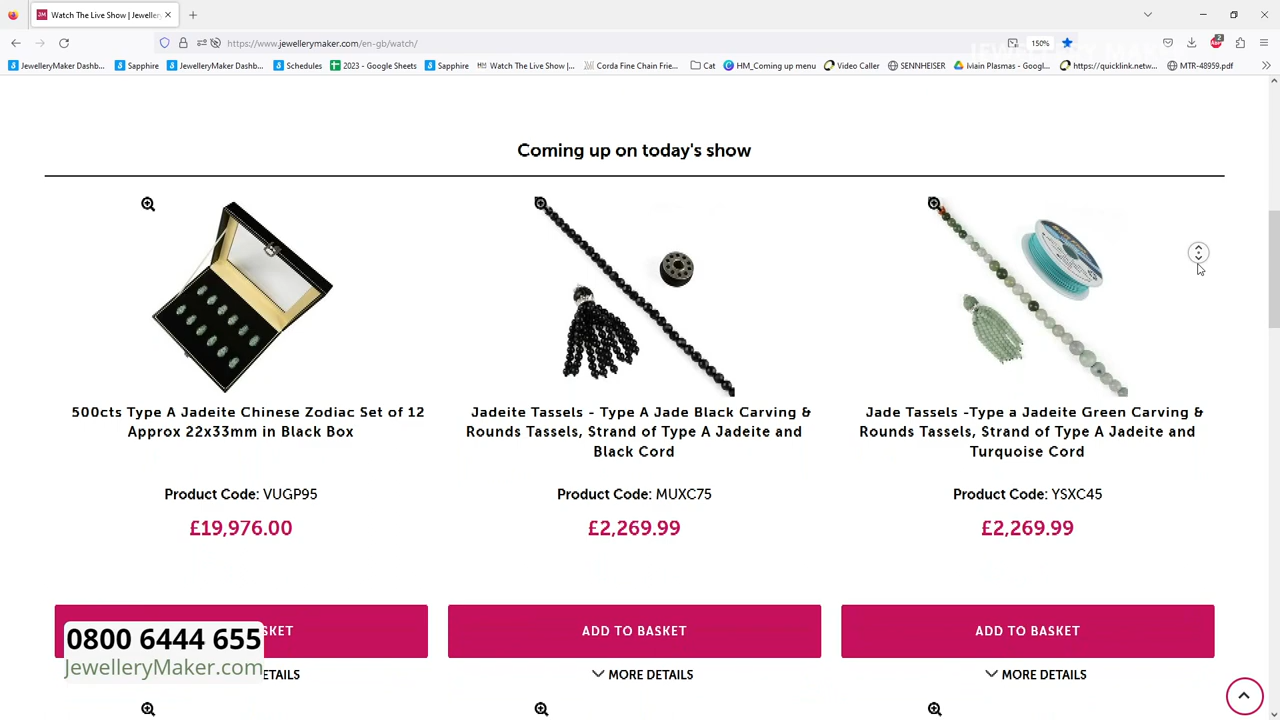 Watch The Live Show | Jeweller
https://www.jewellerymaker.com/en-gb/watch/
150%
2
JewelleryMaker Dashb...
Sapphire
JewelleryMaker Dashb...
Schedules
2023 - Google Sheets
Sapphire
Watch The Live Show |...
Corda Fine Chain Frie...
Cat
HM_Coming up menu
Video Caller
SENNHEISER
Main Plasmas - Googl...
https://quicklink.netw...
MTR-48959.pdf
Coming up on today's show
500cts Type A Jadeite Chinese Zodiac Set of 12
Approx 22x33mm in Black Box
Product Code: VUGP95
£19,976.00
Jadeite Tassels - Type A Jade Black Carving &
Rounds Tassels, Strand of Type A Jadeite and
Black Cord
Product Code: MUXC75
£2,269.99
Jade Tassels -Type a Jadeite Green Carving &
Rounds Tassels, Strand of Type A Jadeite and
Turquoise Cord
Product Code: YSXC45
£2,269.99
SKET
ADD TO BASKET
ADD TO BASKET
0800 6444 655
JewelleryMaker.com
ETAILS
MORE DETAILS
MORE DETAILS